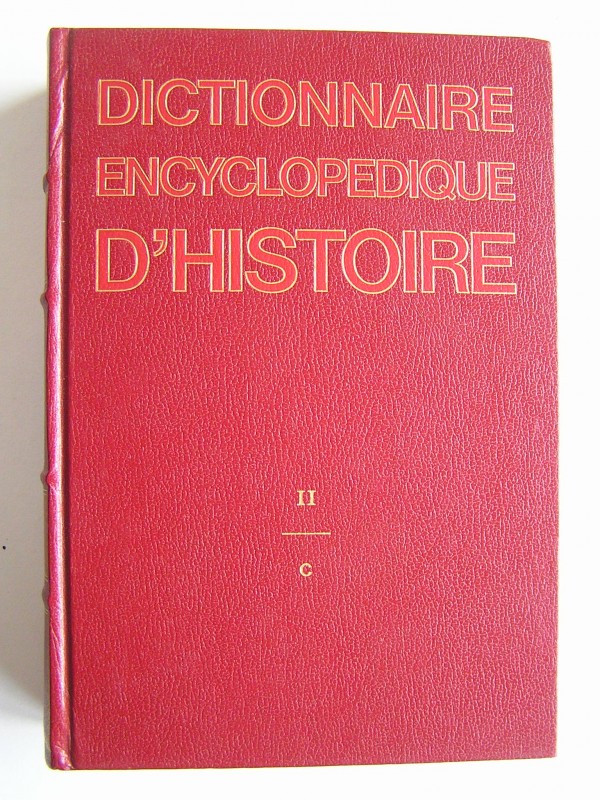 DICTIONNAIRE
ENCYCLOPEDIQUE
D'HISTOIRE
II
C